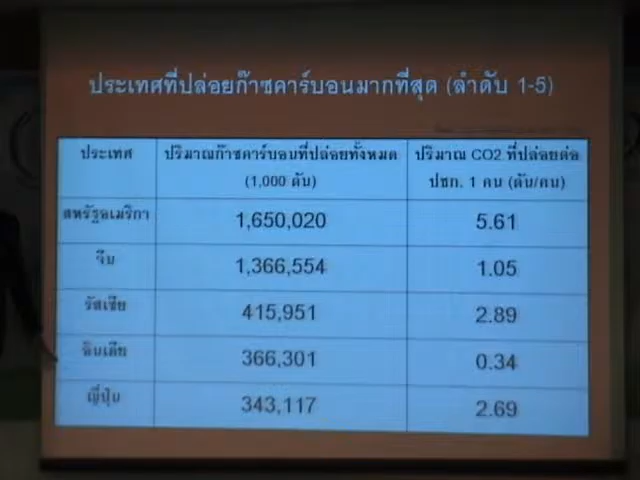 ประเทศที่ปล่อยก๊าซคาร์บอนมากที่สุด (ลำดับ 1-5)
ประเทศ ปริมาณก๊าซคาร์บอนที่ปล่อยทั้งหมด (1,000 ตัน) ปริมาณ CO2 ที่ปล่อยต่อ ปชก. 1 คน (ตัน/คน)
สหรัฐอเมริกา 1,650,020 5.61
จีน 1,366,554 1.05
รัสเซีย 415,951 2.89
อินเดีย 366,301 0.34
ญี่ปุ่น 343,117 2.69